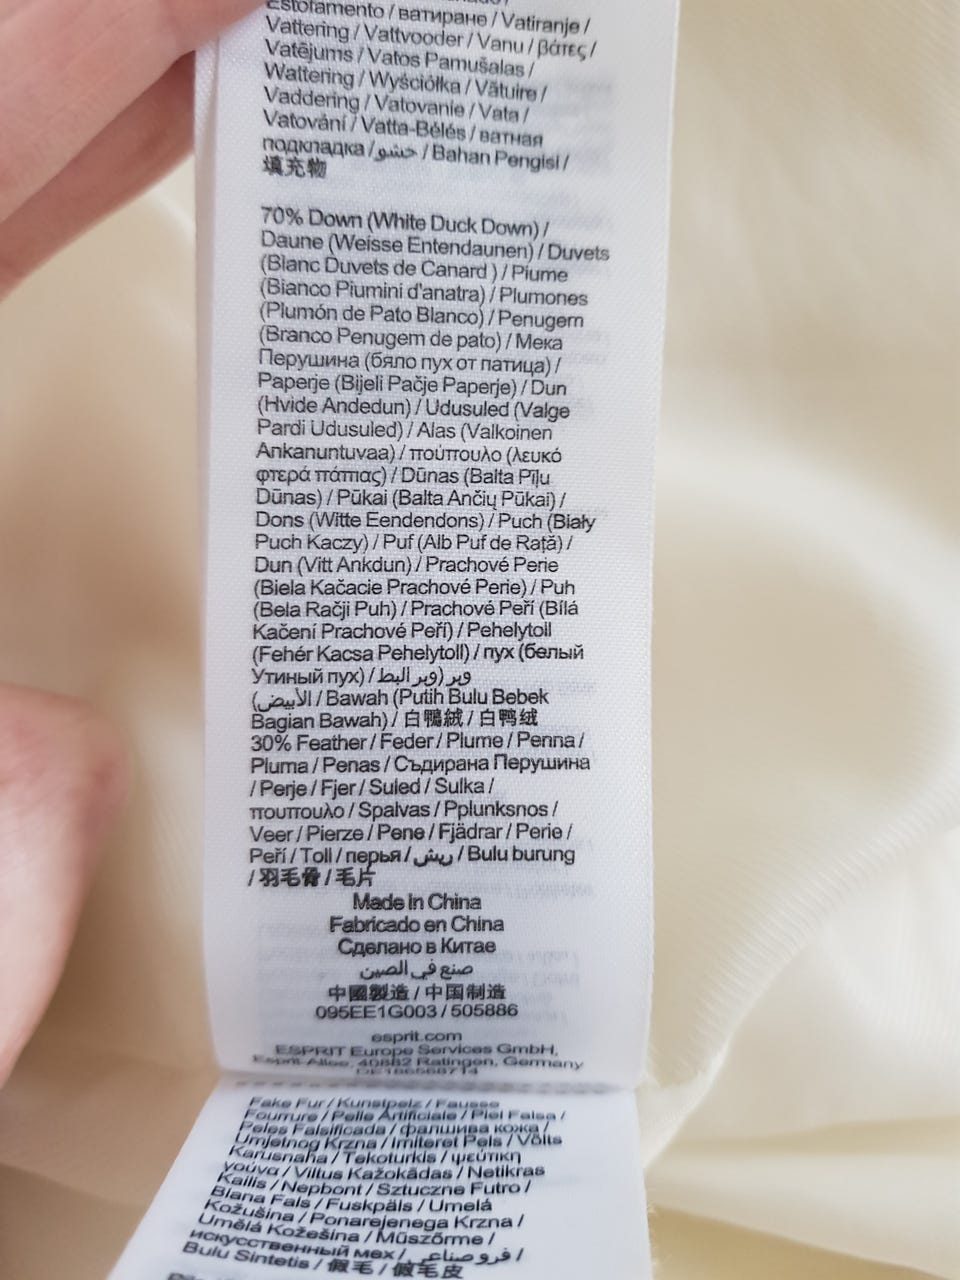 Estofamento / ватиране / Vatiranje /
Vattering / Vattvooder / Vanu / βάτες /
Vatējums / Vatos Pamušalas /
Wattering / Wyściółka / Vătuire /
Vaddering / Vatovanie / Vata /
Vatování / Vatta-Bélés / ватная
подкладка / حشو / Bahan Pengisi /
填充物
70% Down (White Duck Down) /
Daune (Weisse Entendaunen) / Duvets
(Blanc Duvets de Canard ) / Piume
(Bianco Piumini d'anatra) / Plumones
(Plumón de Pato Blanco) / Penugem
(Branco Penugem de pato) / Мека
Перушина (бяло пух от патица) /
Paperje (Bijeli Pačje Paperje) / Dun
(Hvide Andedun) / Udusuled (Valge
Pardi Udusuled) / Alas (Valkoinen
Ankanuntuvaa) / πούπουλο (λευκό
φτερά πάπιας) / Dūnas (Balta Pīļu
Dūnas) / Pūkai (Balta Ančių Pūkai) /
Dons (Witte Eendendons) / Puch (Biały
Puch Kaczy) / Puf (Alb Puf de Rață) /
Dun (Vitt Ankdun) / Prachové Perie
(Biela Kačacie Prachové Perie) / Puh
(Bela Račji Puh) / Prachové Peří (Bílá
Kačení Prachové Peří) / Pehelytoll
(Fehér Kacsa Pehelytoll) / пух (белый
Утиный пух) / وبر (وبر البط
الأبيض) / Bawah (Putih Bulu Bebek
Bagian Bawah) / 白鴨絨 / 白鸭绒
30% Feather / Feder / Plume / Penna /
Pluma / Penas / Съдирана Перушина
/ Perje / Fjer / Suled / Sulka /
πουπουλο / Spalvas / Pplunksnos /
Veer / Pierze / Pene / Fjädrar / Perie /
Peří / Toll / перья / ريش / Bulu burung
/ 羽毛骨 / 毛片
Made In China
Fabricado en China
Сделано в Китае
صنع في الصين
中國製造 / 中国制造
095EE1G003 / 505886
esprit.com
ESPRIT Europe Services GmbH,
Esprit-Allee, 40882 Ratingen, Germany
Fake Fur / Kunstpelz / Fausse
Fourrure / Pelle Artificiale / Piel Falsa /
Peles Falsificada / фалшива кожа /
Umjetnog Krzna / Imiteret Pels / Võits
Karusnaha / Tekoturkis / ψεύτικη
γούνα / Viltus Kažokādas / Netikras
Kailis / Nepbont / Sztuczne Futro /
Blana Fals / Fuskpäls / Umelá
Kožušina / Ponarejenega Krzna /
Umělá Kožešina / Műszőrme /
искусственный мех / فرو صناعي /
Bulu Sintetis / 假毛 / 假毛皮